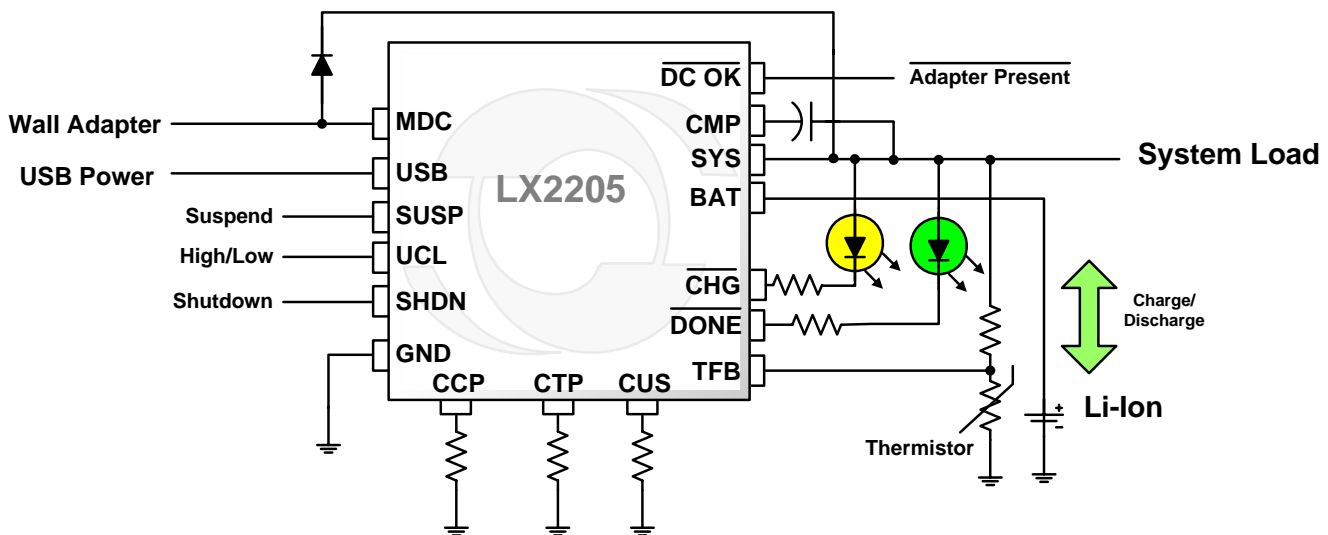 DC OK
Adapter Present
Wall Adapter
MDC
CMP
SYS
System Load
USB Power
USB
LX2205
BAT
Suspend
SUSP
High/Low
UCL
CHG
Shutdown
SHDN
DONE
Charge/
Discharge
GND
TFB
CCP
CTP
CUS
+
-
Li-Ion
Thermistor